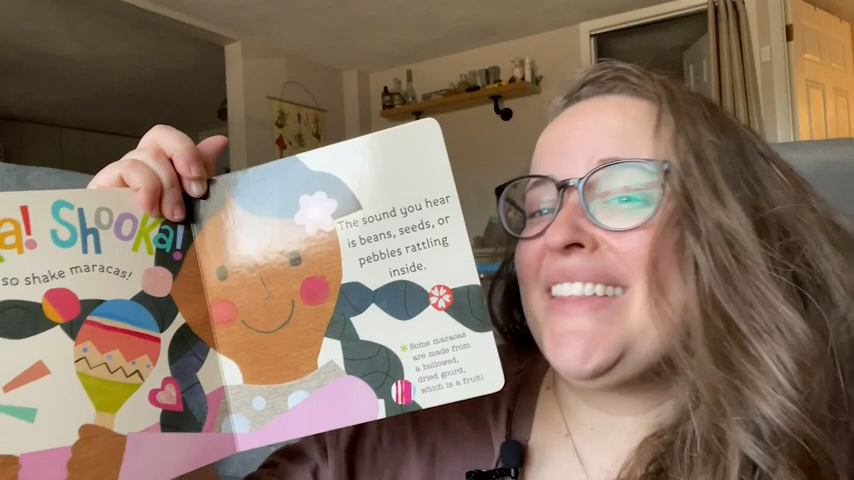 a! Shooka!
so shake maracas!
The sound you hear
is beans, seeds, or
pebbles rattling
inside.
*Some maracas
are made from
a hollowed,
dried gourd,
which is a fruit!